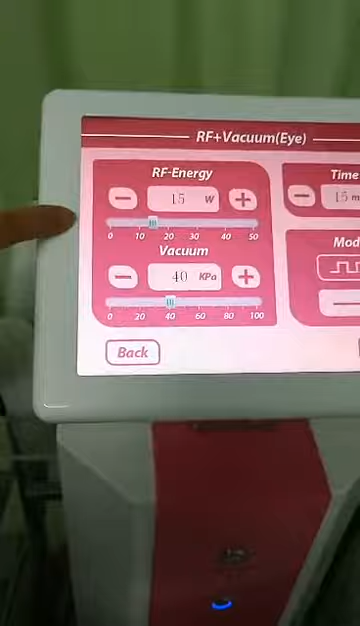 RF+Vacuum(Eye)
RF-Energy
15 W
0 10 20 30 40 50
Vacuum
40 KPa
0 20 40 60 80 100
Back
Time
15 m
Mod